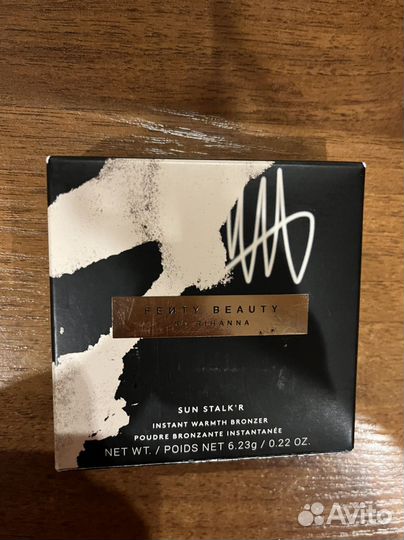 FENTY BEAUTY
BY RIHANNA
SUN STALK'R
INSTANT WARMTH BRONZER
POUDRE BRONZANTE INSTANTANÉE
NET WT. / POIDS NET 6.23g / 0.22 OZ.
Avito